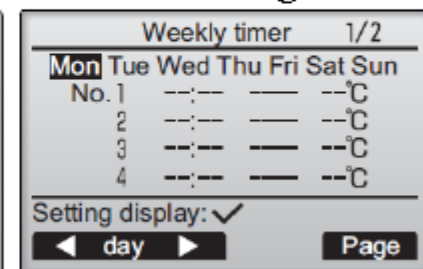 Weekly timer 1/2
Mon Tue Wed Thu Fri Sat Sun
No. 1 --:-- ---- --℃
2 --:-- ---- --℃
3 --:-- ---- --℃
4 --:-- ---- --℃
Setting display: ✓
◀ day ▶ Page